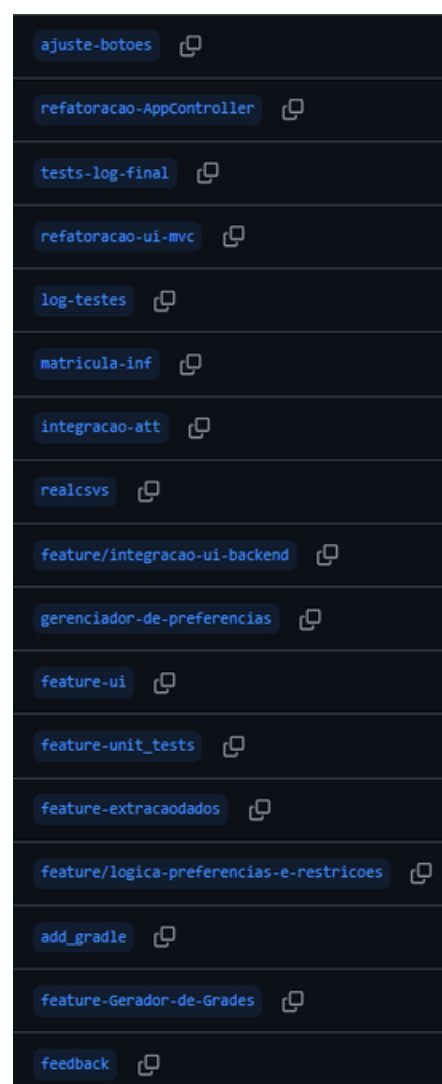 ajuste-botoes
refatoracao-AppController
tests-log-final
refatoracao-ui-mvc
log-testes
matricula-inf
integracao-att
realcsvs
feature/integracao-ui-backend
gerenciador-de-preferencias
feature-ui
feature-unit_tests
feature-extracaodados
feature/logica-preferencias-e-restricoes
add_gradle
feature-Gerador-de-Grades
feedback